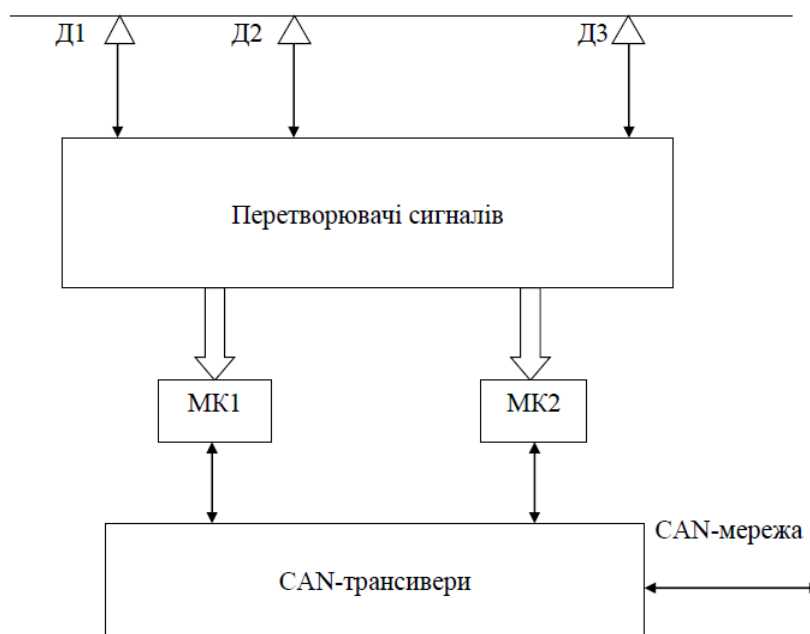 Д1
Д2
Д3
Перетворювачі сигналів
МК1
МК2
CAN-мережа
CAN-трансивери